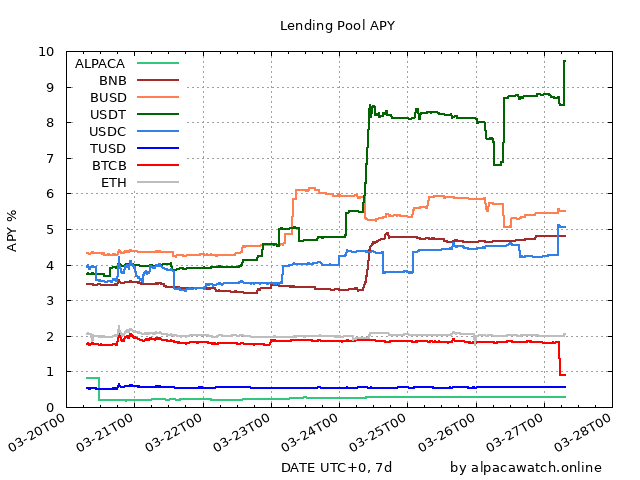 Lending Pool APY
APY %
10
9
8
7
6
5
4
3
2
1
0
ALPACA
BNB
BUSD
USDT
USDC
TUSD
BTCB
ETH
03-20T00
03-21T00
03-22T00
03-23T00
03-24T00
03-25T00
03-26T00
03-27T00
03-28T00
DATE UTC+0, 7d
by alpacawatch.online